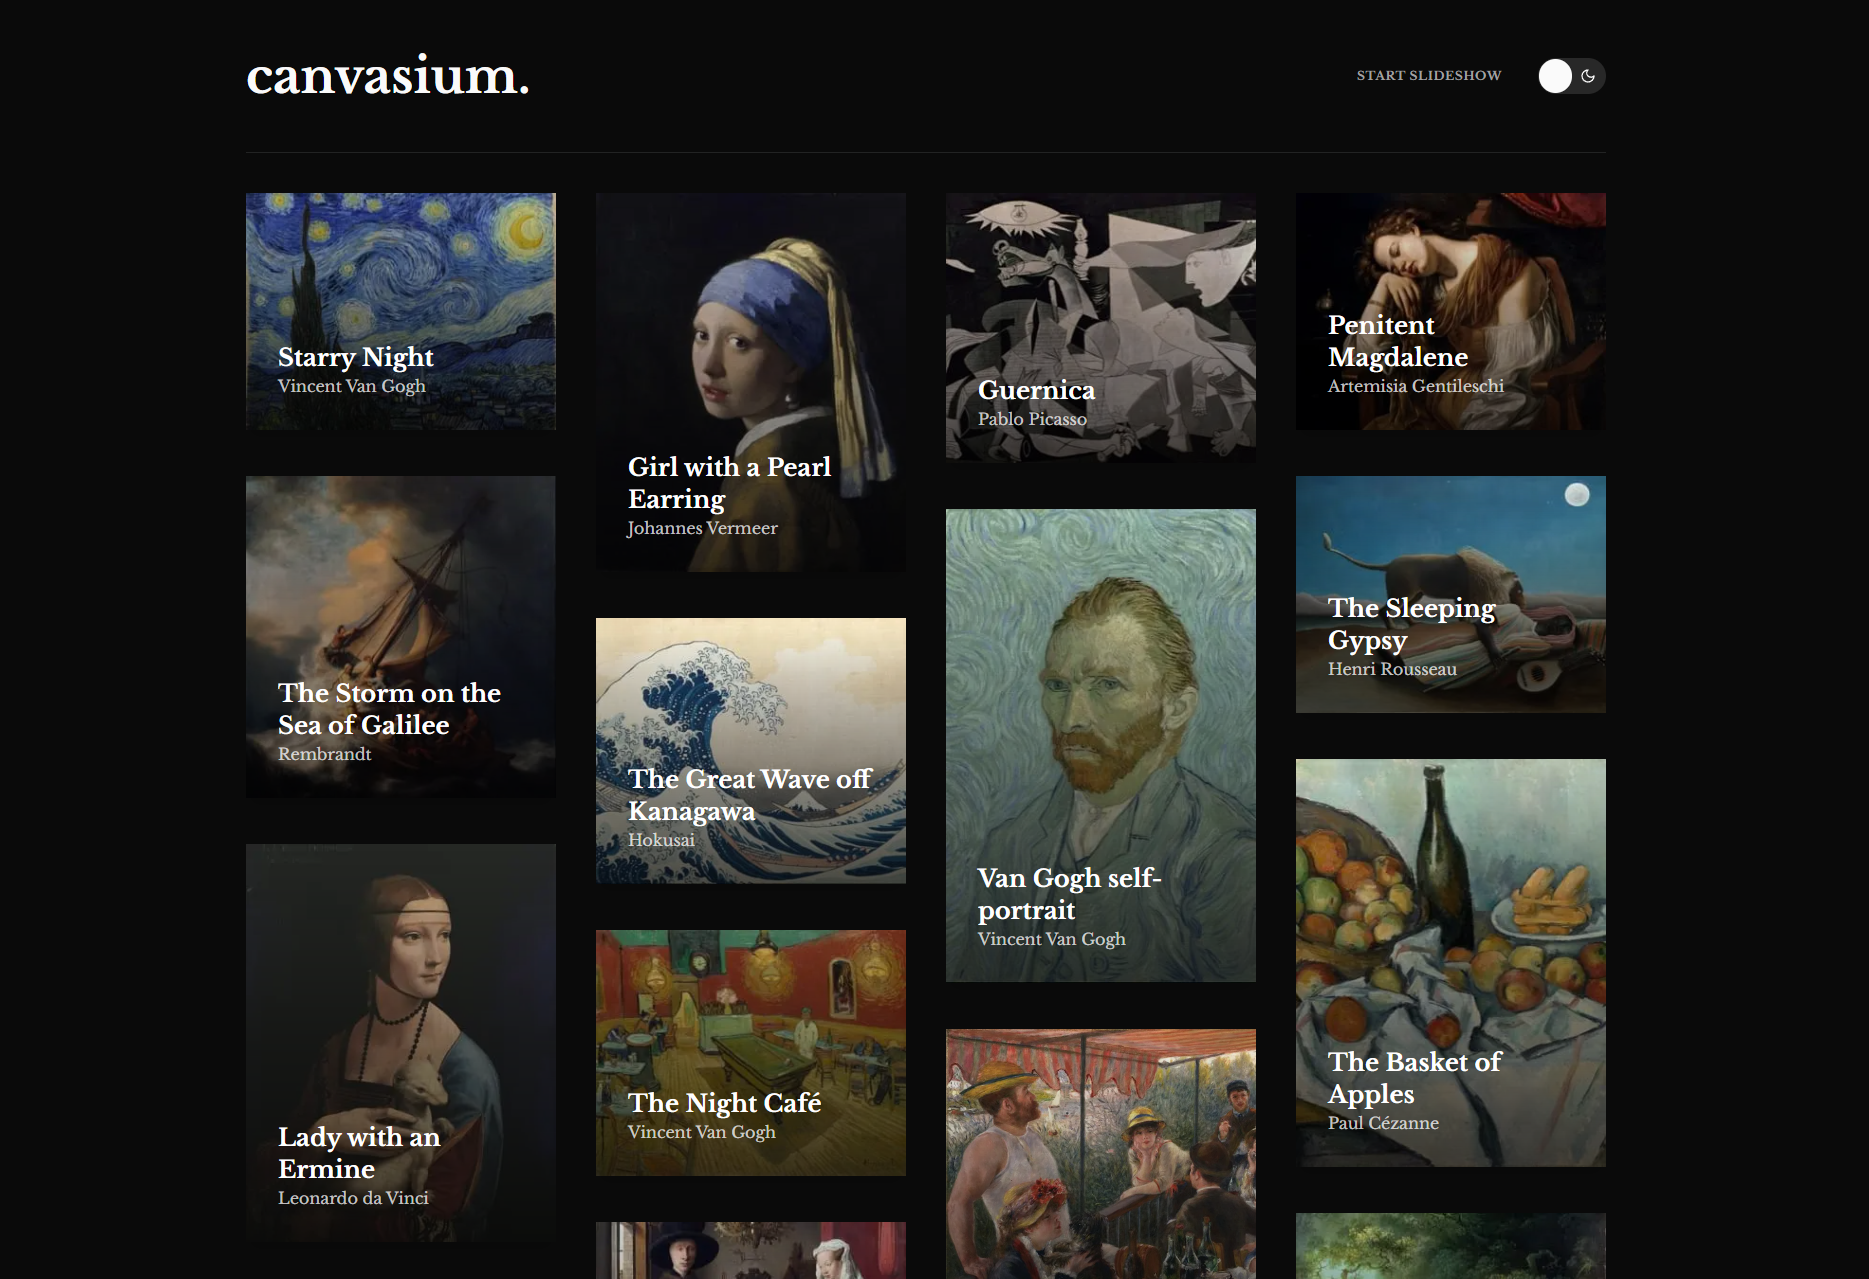 canvasium.
START SLIDESHOW
Starry Night
Vincent Van Gogh
The Storm on the
Sea of Galilee
Rembrandt
Lady with an
Ermine
Leonardo da Vinci
Girl with a Pearl
Earring
Johannes Vermeer
The Great Wave off
Kanagawa
Hokusai
The Night Café
Vincent Van Gogh
Guernica
Pablo Picasso
Van Gogh self-
portrait
Vincent Van Gogh
Penitent
Magdalene
Artemisia Gentileschi
The Sleeping
Gypsy
Henri Rousseau
The Basket of
Apples
Paul Cézanne